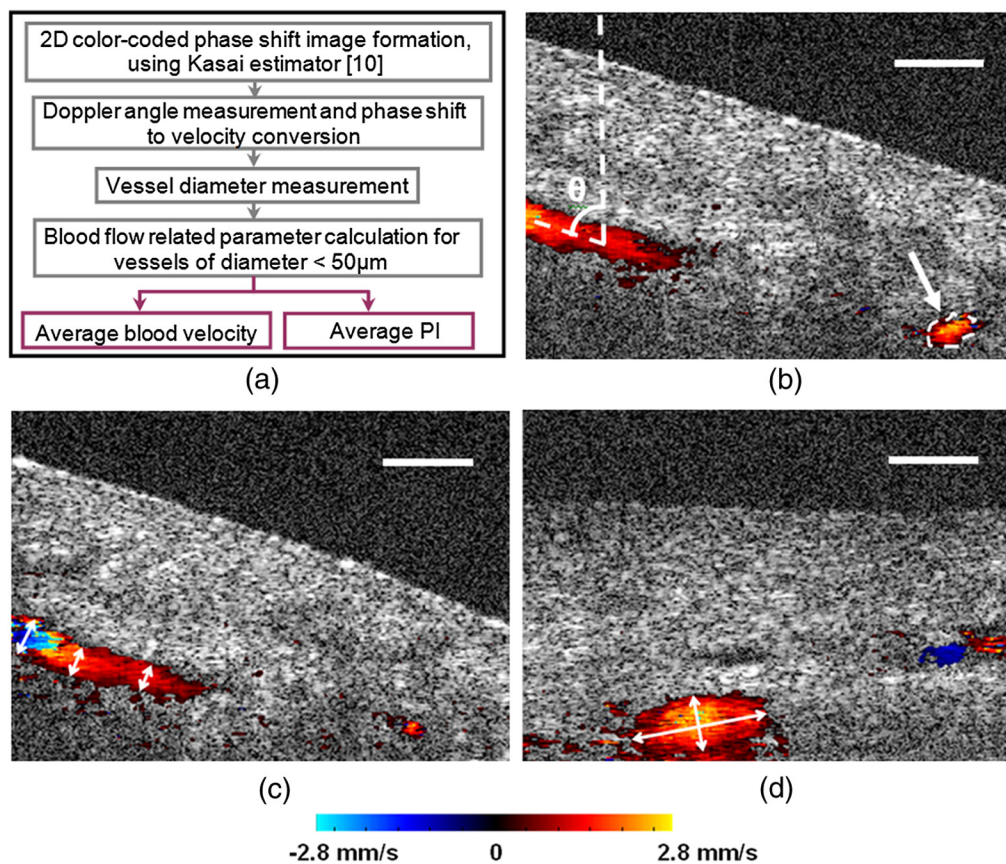 2D color-coded phase shift image formation,
using Kasai estimator [10]
Doppler angle measurement and phase shift
to velocity conversion
Vessel diameter measurement
Blood flow related parameter calculation for
vessels of diameter < 50μm
Average blood velocity
Average PI
(a)
θ
(b)
(c)
(d)
-2.8 mm/s
0
2.8 mm/s